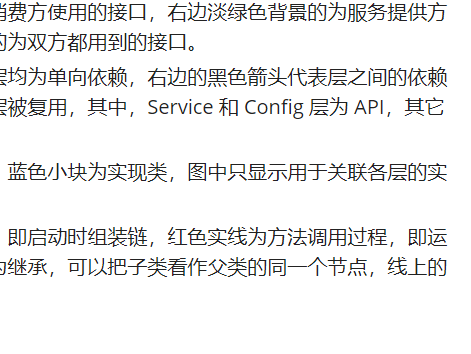 消费方使用的接口，右边淡绿色背景的为服务提供方
的为双方都用到的接口。
层均为单向依赖，右边的黑色箭头代表层之间的依赖
层被复用，其中，Service 和 Config 层为 API，其它
，蓝色小块为实现类，图中只显示用于关联各层的实
，即启动时组装链，红色实线为方法调用过程，即运
为继承，可以把子类看作父类的同一个节点，线上的